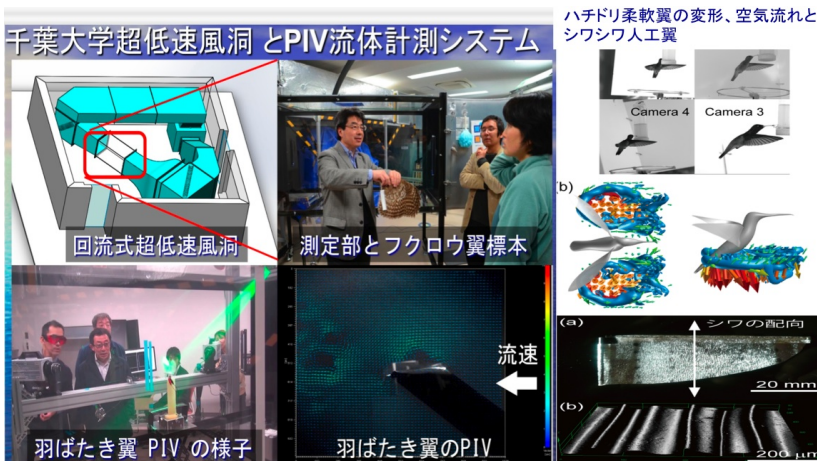 千葉大学超低速風洞 とPIV流体計測システム
回流式超低速風洞
測定部とフクロウ翼標本
羽ばたき翼 PIV の様子
流速
羽ばたき翼のPIV
ハチドリ柔軟翼の変形、空気流れと
シワシワ人工翼
Camera 4
Camera 3
(b)
(a)
シワの配向
20 mm
(b)
200 μm